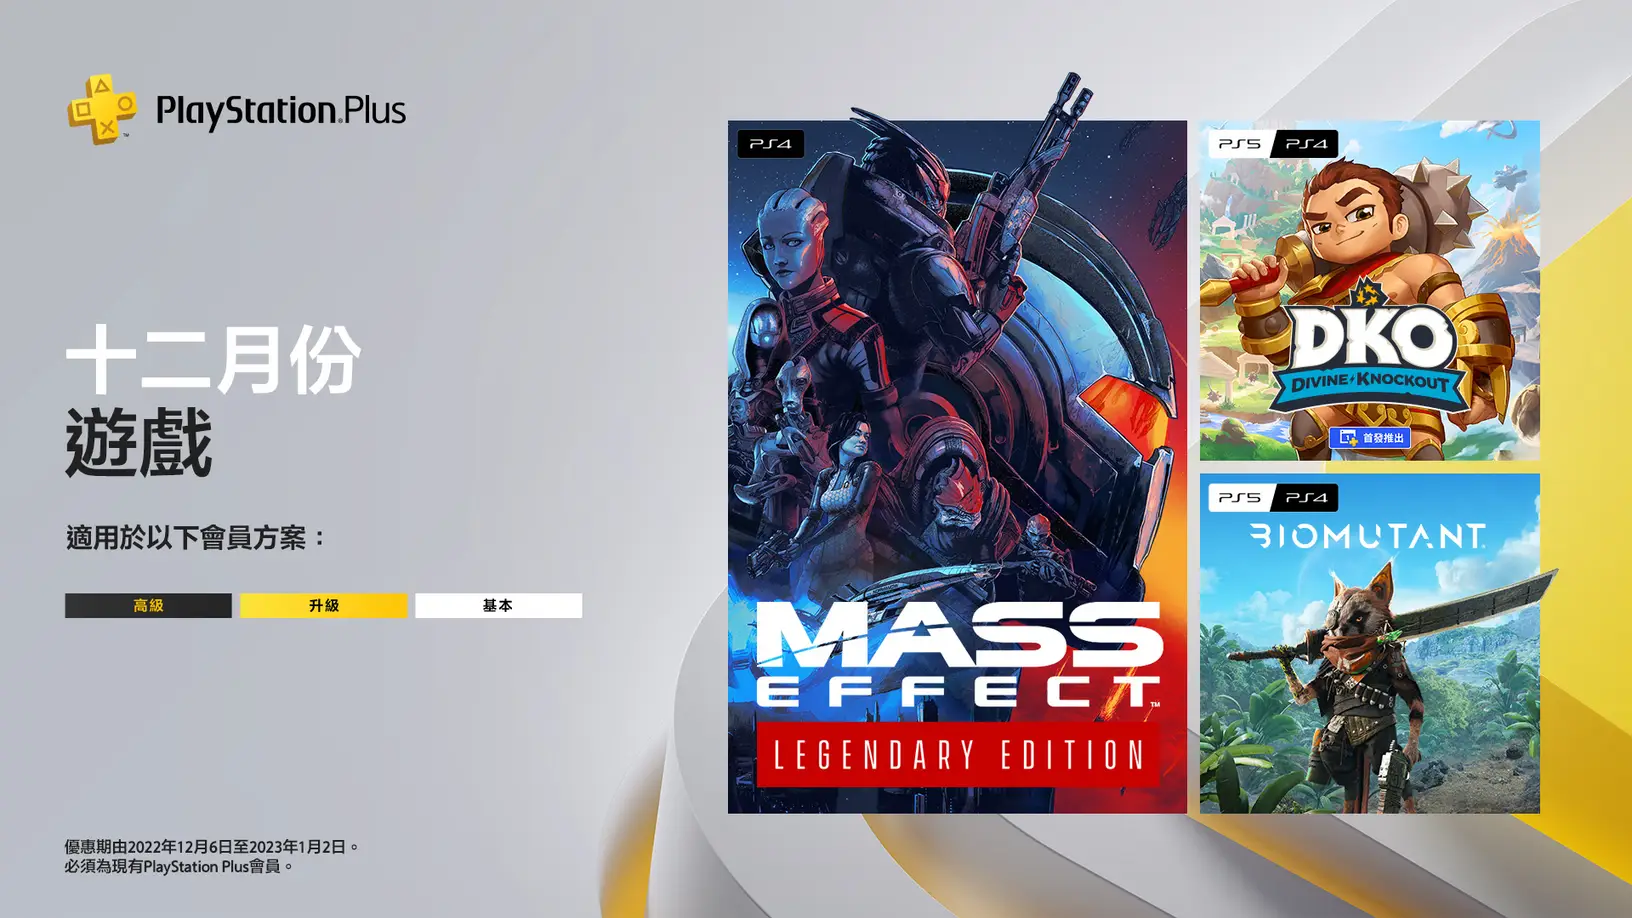 PlayStation.Plus
十二月份
遊戲
適用於以下會員方案：
高級
升級
基本
優惠期由2022年12月6日至2023年1月2日。
必須為現有PlayStation Plus會員。
PS4
MASS
EFFECT™
LEGENDARY EDITION
PS5 PS4
DKO
DIVINE KNOCKOUT
首發推出
PS5 PS4
BIOMUTANT